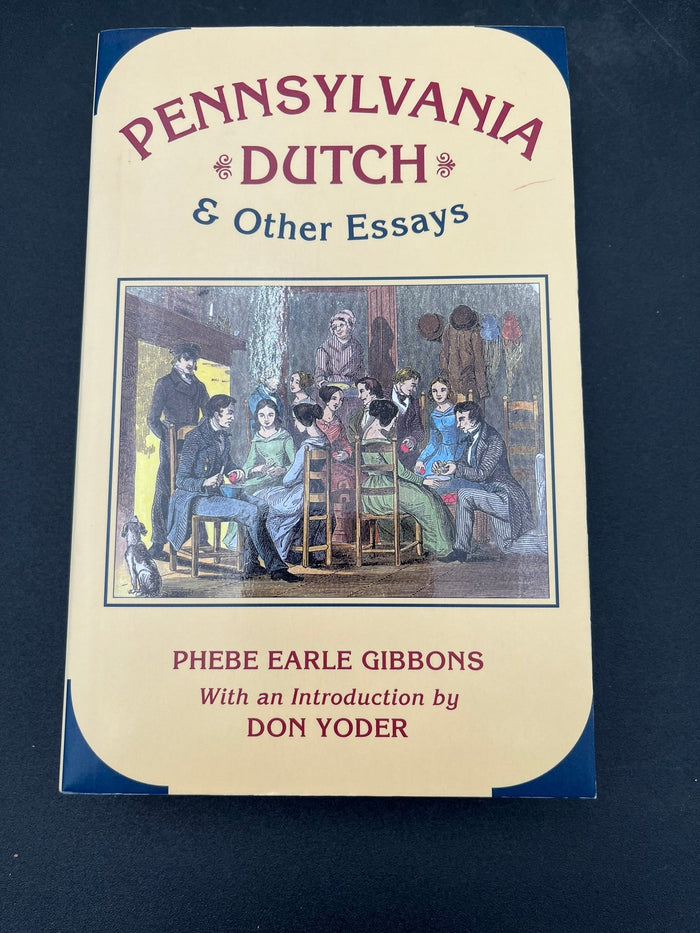 PENNSYLVANIA
DUTCH
& Other Essays
PHEBE EARLE GIBBONS
With an Introduction by
DON YODER